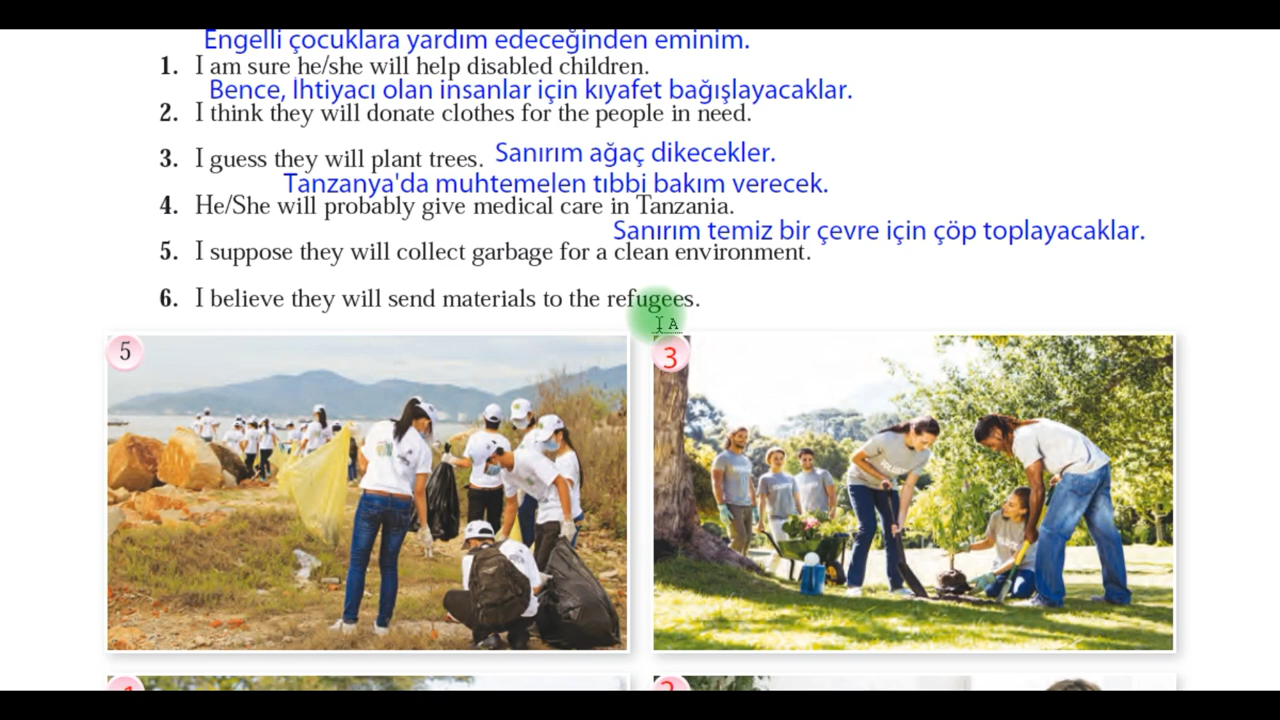 Engelli çocuklara yardım edeceğinden eminim.
1. I am sure he/she will help disabled children.
Bence, İhtiyacı olan insanlar için kıyafet bağışlayacaklar.
2. I think they will donate clothes for the people in need.
3. I guess they will plant trees. Sanırım ağaç dikecekler.
Tanzanya'da muhtemelen tıbbi bakım verecek.
4. He/She will probably give medical care in Tanzania.
Sanırım temiz bir çevre için çöp toplayacaklar.
5. I suppose they will collect garbage for a clean environment.
6. I believe they will send materials to the refugees.
A
5
3